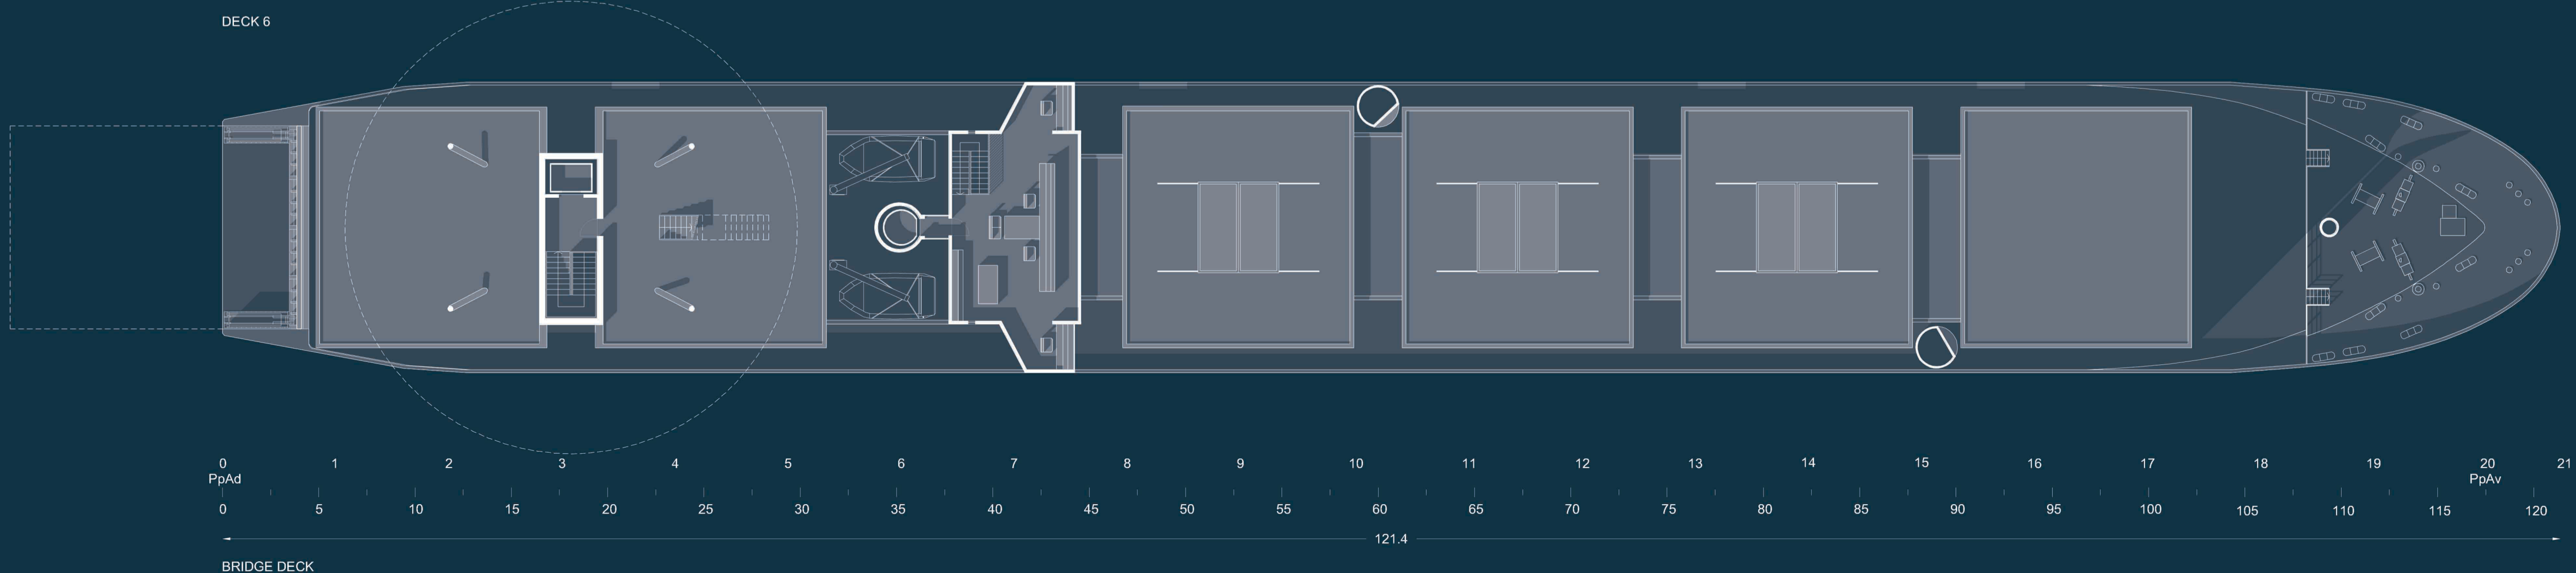 DECK 6
0 1 2 3 4 5 6 7 8 9 10 11 12 13 14 15 16 17 18 19 20 21
PpAd PpAv
0 5 10 15 20 25 30 35 40 45 50 55 60 65 70 75 80 85 90 95 100 105 110 115 120
121.4
BRIDGE DECK